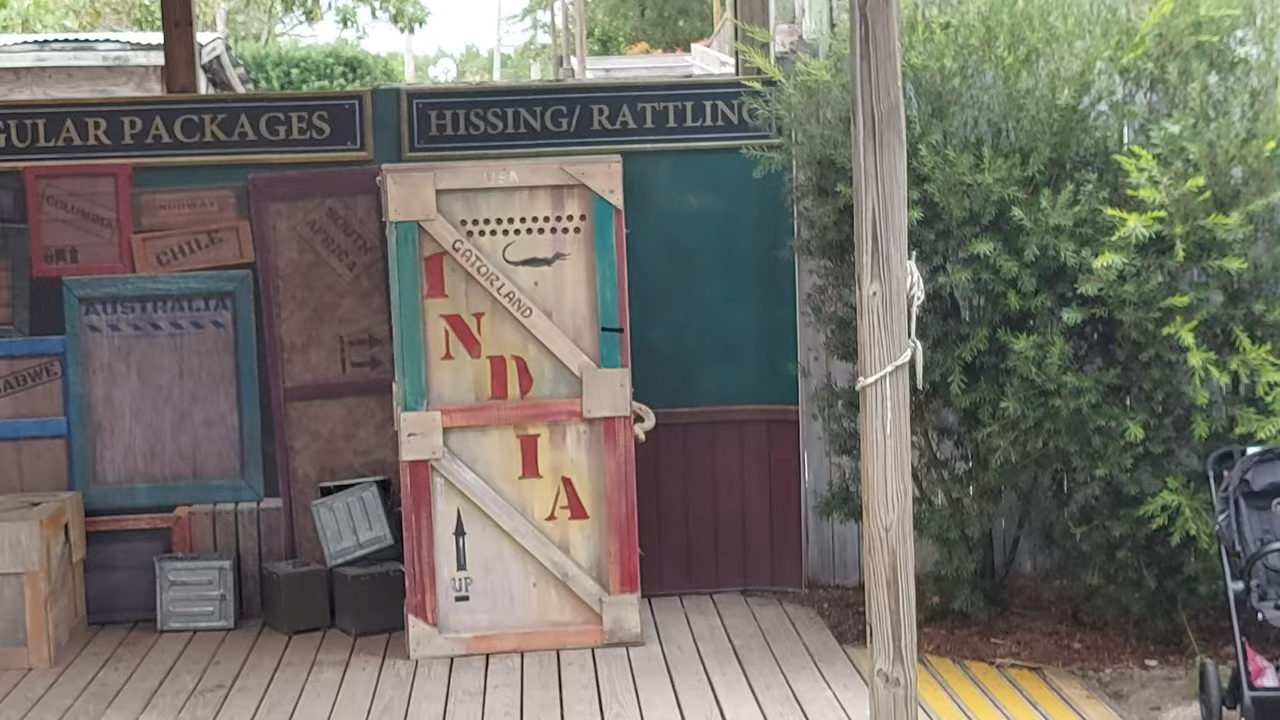 GULAR PACKAGES
HISSING/ RATTLING
USA
COLUMBIA
NORWAY
CHILE
SOUTH
AFRICA
AUSTRALIA
ABWE
GATORLAND
INDIA
UP